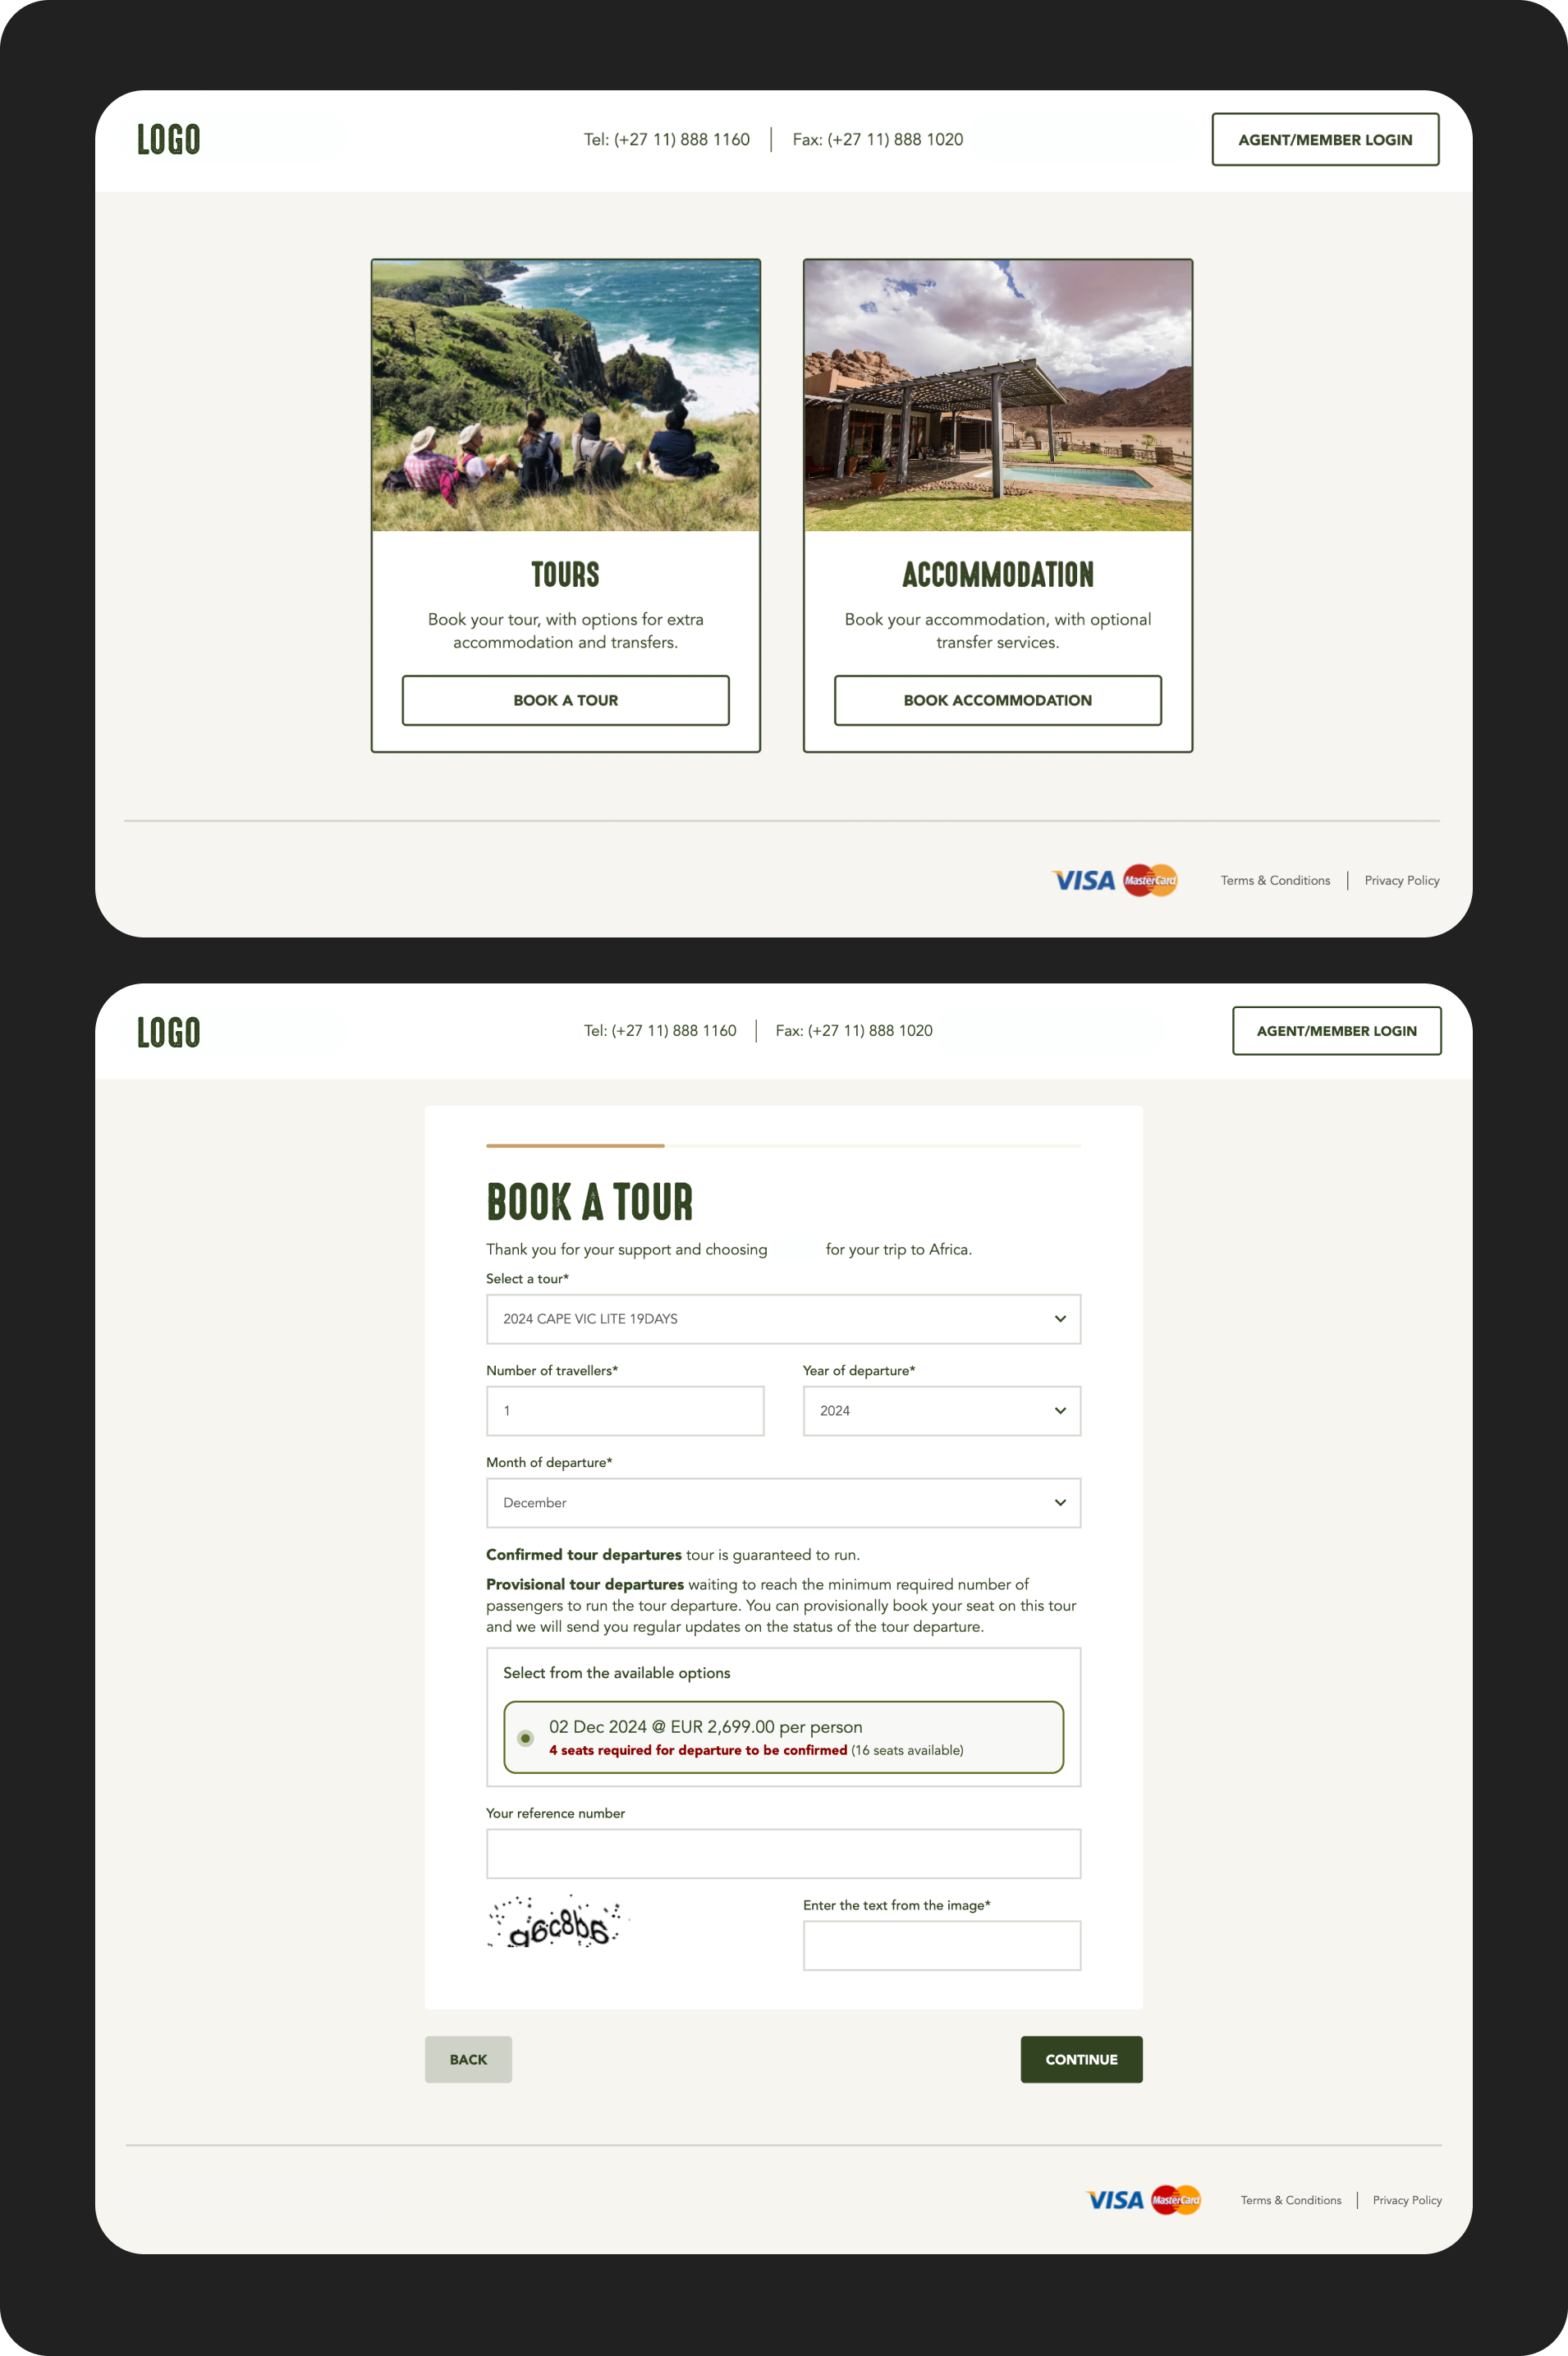 LOGO
Tel: (+27 11) 888 1160 | Fax: (+27 11) 888 1020
AGENT/MEMBER LOGIN
TOURS
Book your tour, with options for extra
accommodation and transfers.
BOOK A TOUR
ACCOMMODATION
Book your accommodation, with optional
transfer services.
BOOK ACCOMMODATION
VISA MasterCard
Terms & Conditions | Privacy Policy
LOGO
Tel: (+27 11) 888 1160 | Fax: (+27 11) 888 1020
AGENT/MEMBER LOGIN
BOOK A TOUR
Thank you for your support and choosing for your trip to Africa.
Select a tour*
2024 CAPE VIC LITE 19DAYS
Number of travellers*
1
Year of departure*
2024
Month of departure*
December
Confirmed tour departures tour is guaranteed to run.
Provisional tour departures waiting to reach the minimum required number of
passengers to run the tour departure. You can provisionally book your seat on this tour
and we will send you regular updates on the status of the tour departure.
Select from the available options
02 Dec 2024 @ EUR 2,699.00 per person
4 seats required for departure to be confirmed (16 seats available)
Your reference number
Enter the text from the image*
BACK
CONTINUE
VISA MasterCard
Terms & Conditions | Privacy Policy